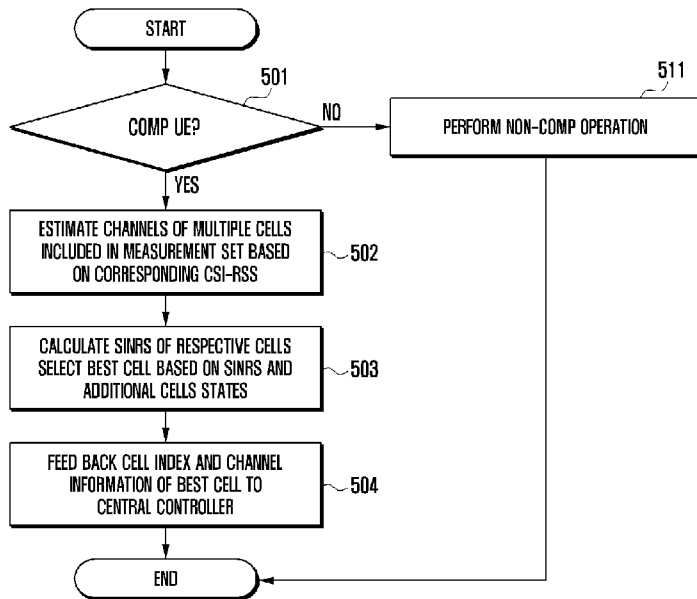 START
501
COMP UE?
NO
511
PERFORM NON-COMP OPERATION
YES
ESTIMATE CHANNELS OF MULTIPLE CELLS
INCLUDED IN MEASUREMENT SET BASED
ON CORRESPONDING CSI-RSS
502
CALCULATE SINRS OF RESPECTIVE CELLS
SELECT BEST CELL BASED ON SINRS AND
ADDITIONAL CELLS STATES
503
FEED BACK CELL INDEX AND CHANNEL
INFORMATION OF BEST CELL TO
CENTRAL CONTROLLER
504
END